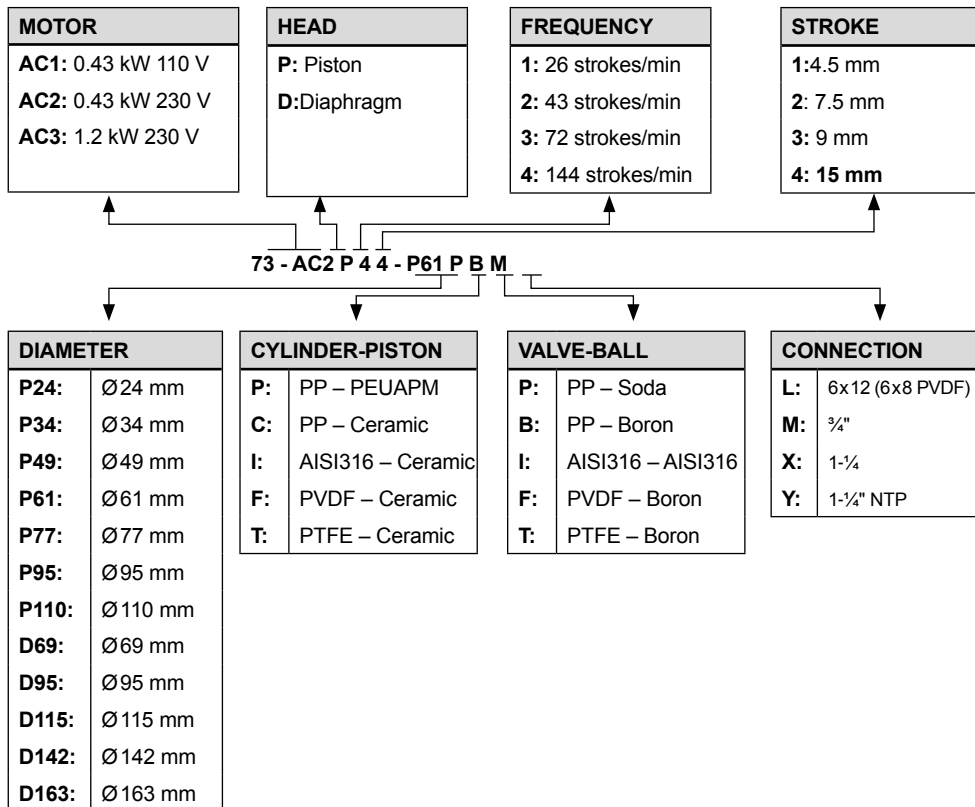 MOTOR
AC1: 0.43 kW 110 V
AC2: 0.43 kW 230 V
AC3: 1.2 kW 230 V
HEAD
P: Piston
D:Diaphragm
FREQUENCY
1: 26 strokes/min
2: 43 strokes/min
3: 72 strokes/min
4: 144 strokes/min
STROKE
1:4.5 mm
2: 7.5 mm
3: 9 mm
4: 15 mm
73 - AC2 P 4 4 - P61 P B M
DIAMETER
P24: Ø24 mm
P34: Ø34 mm
P49: Ø49 mm
P61: Ø61 mm
P77: Ø77 mm
P95: Ø95 mm
P110: Ø110 mm
D69: Ø69 mm
D95: Ø95 mm
D115: Ø115 mm
D142: Ø142 mm
D163: Ø163 mm
CYLINDER-PISTON
P: PP – PEUAPM
C: PP – Ceramic
I: AISI316 – Ceramic
F: PVDF – Ceramic
T: PTFE – Ceramic
VALVE-BALL
P: PP – Soda
B: PP – Boron
I: AISI316 – AISI316
F: PVDF – Boron
T: PTFE – Boron
CONNECTION
L: 6x12 (6x8 PVDF)
M: ¾"
X: 1-¼
Y: 1-¼" NTP